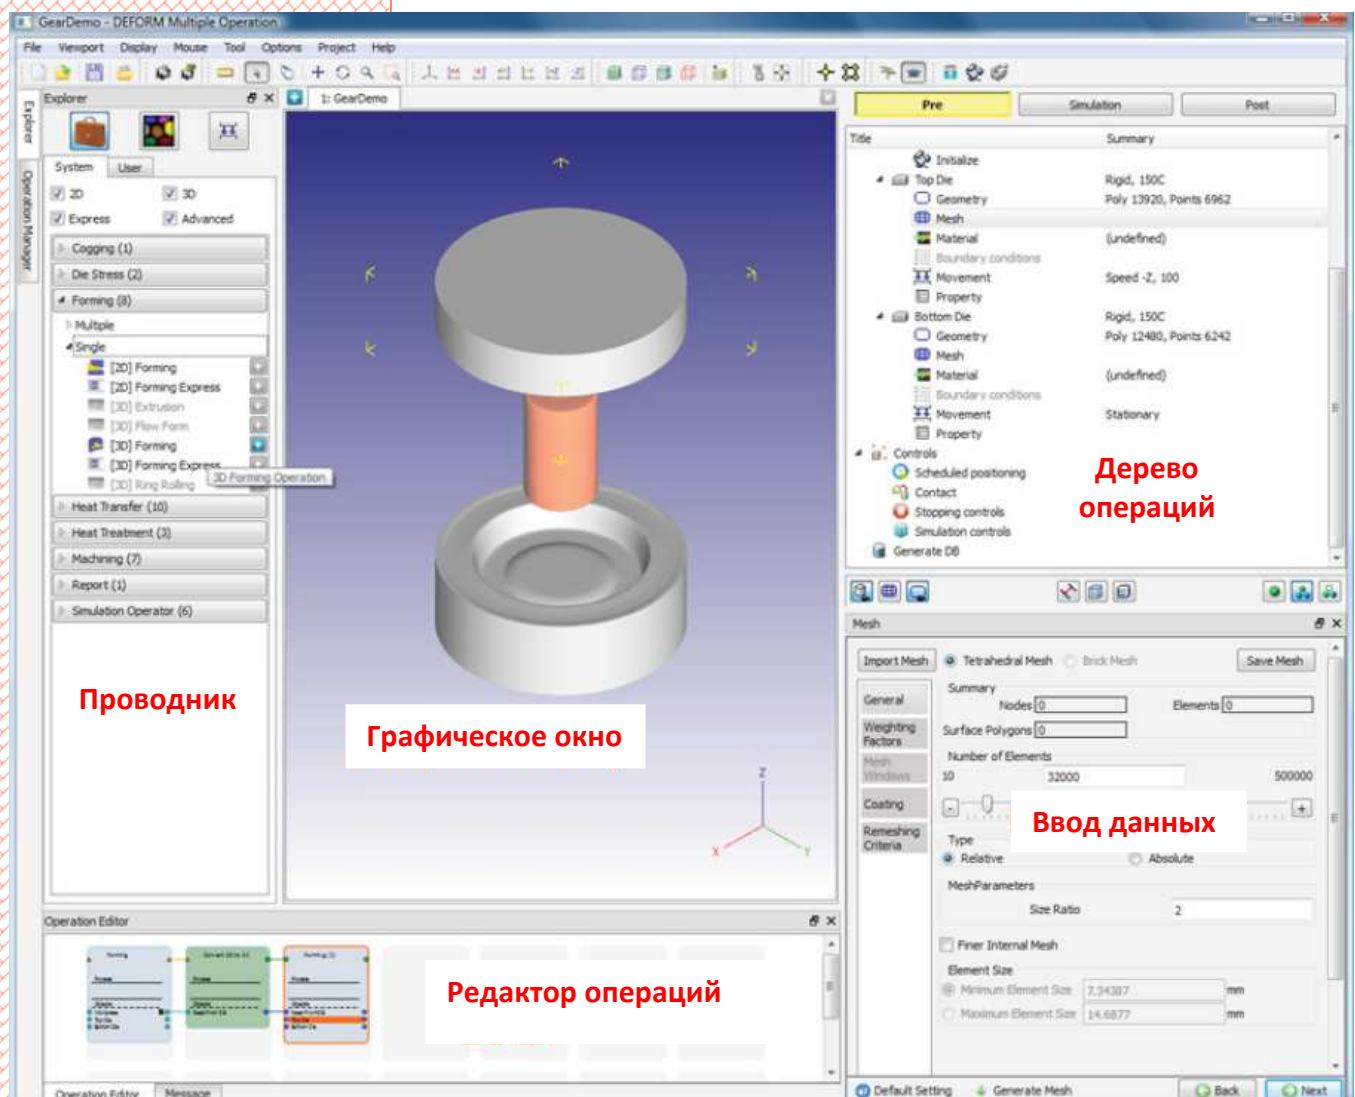 GearDemo - DEFORM Multiple Operation
File Viewport Display Mouse Tool Options Project Help
Explorer
Operation Manager
Explorer
System User
2D 3D
Express Advanced
Cogging (1)
Die Stress (2)
Forming (8)
Multiple
Single
[2D] Forming
[2D] Forming Express
[3D] Extrusion
[3D] Flow Form
[3D] Forming
[3D] Forming Express
3D Forming Operation
[3D] Ring Rolling
Heat Transfer (10)
Heat Treatment (3)
Machining (7)
Report (1)
Simulation Operator (6)
Проводник
1: GearDemo
Графическое окно
Z
X
Y
Pre Simulation Post
Title Summary
Initialize
Top Die Rigid, 150C
Geometry Poly 13920, Points 6962
Mesh
Material (undefined)
Boundary conditions
Movement Speed -Z, 100
Property
Bottom Die Rigid, 150C
Geometry Poly 12480, Points 6242
Mesh
Material (undefined)
Boundary conditions
Movement Stationary
Property
Controls
Scheduled positioning
Contact
Stopping controls
Simulation controls
Generate DB
Дерево
операций
Mesh
Import Mesh Tetrahedral Mesh Brick Mesh Save Mesh
General
Weighting
Factors
Mesh
Windows
Coating
Remeshing
Criteria
Summary
Nodes 0 Elements 0
Surface Polygons 0
Number of Elements
10 32000 500000
- +
Ввод данных
Type
Relative Absolute
MeshParameters
Size Ratio 2
Finer Internal Mesh
Element Size
Minimum Element Size 7.34387 mm
Maximum Element Size 14.6877 mm
Default Setting Generate Mesh Back Next
Operation Editor
Forming
Редактор операций
Operation Editor Message